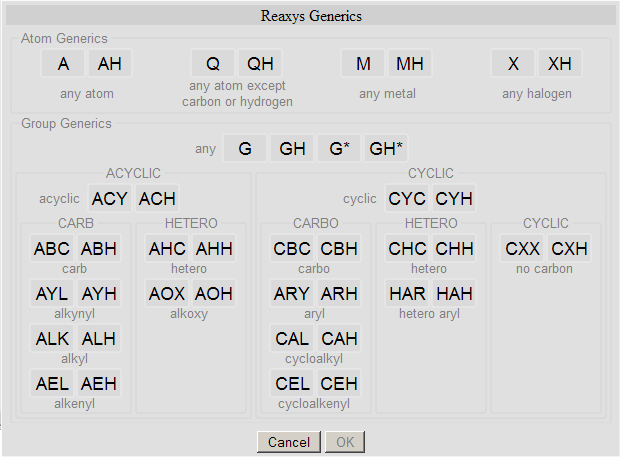 Reaxys Generics
Atom Generics
A AH Q QH M MH X XH
any atom any atom except carbon or hydrogen any metal any halogen
Group Generics
any G GH G* GH*
ACYCLIC CYCLIC
acyclic ACY ACH cyclic CYC CYH
CARB HETERO CARBO HETERO CYCLIC
ABC ABH AHC AHH CBC CBH CHC CHH CXX CXH
carb hetero carbo hetero no carbon
AYL AYH AOX AOH ARY ARH HAR HAH
alkynyl alkoxy aryl hetero aryl
ALK ALH CAL CAH
alkyl cycloalkyl
AEL AEH CEL CEH
alkenyl cycloalkenyl
Cancel OK